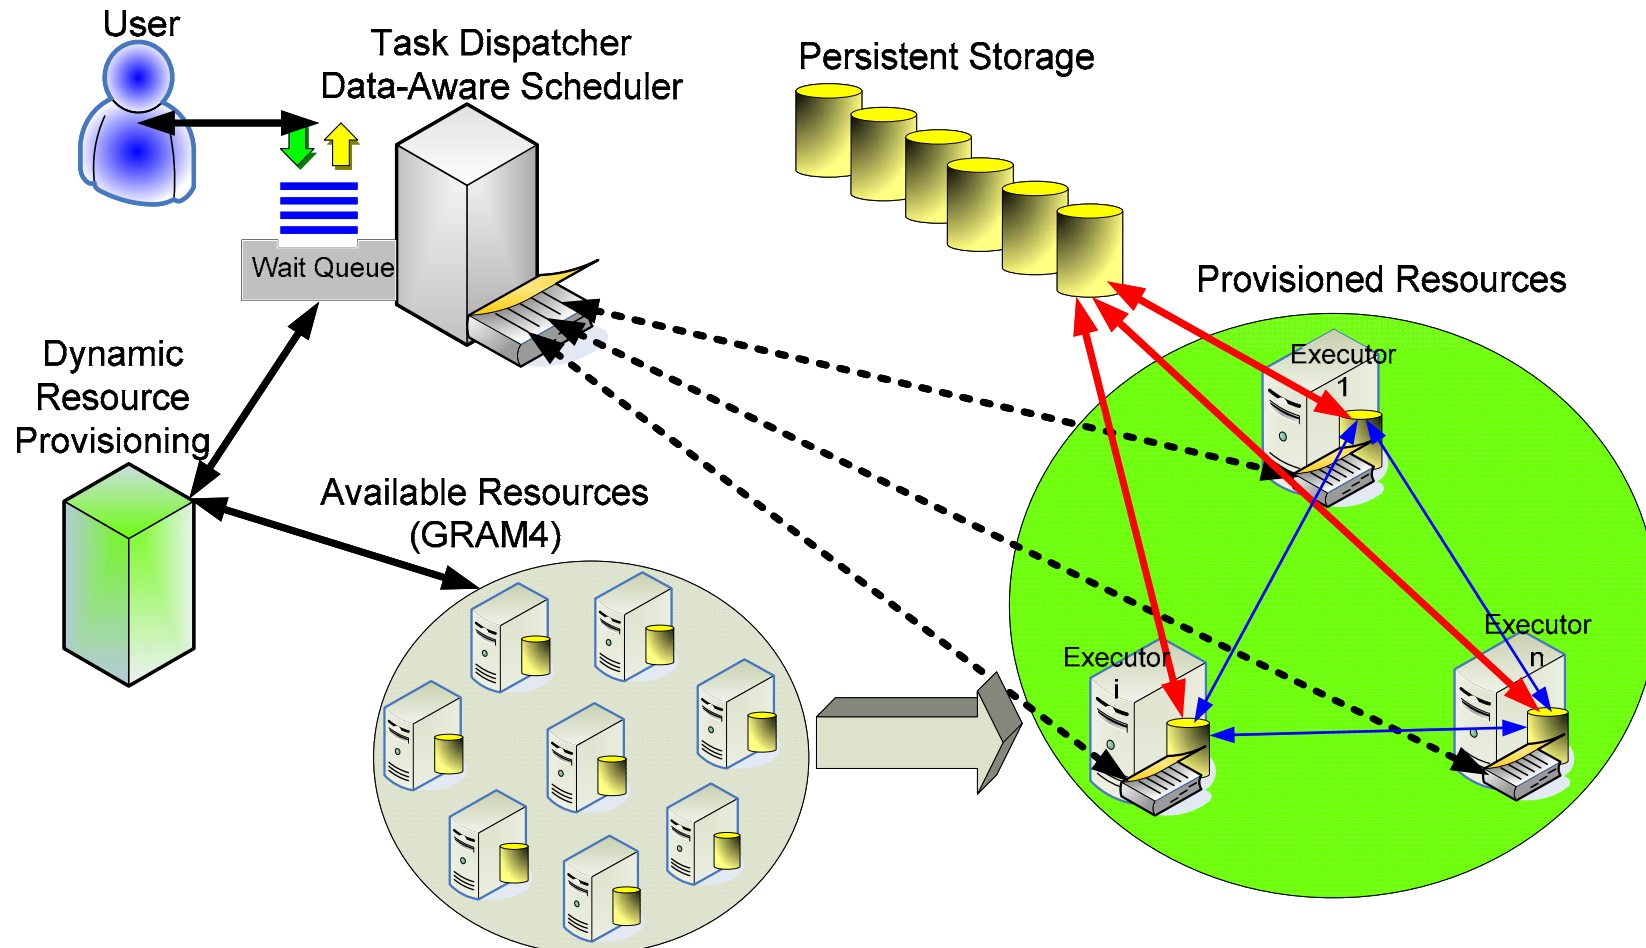 User
Task Dispatcher
Data-Aware Scheduler
Persistent Storage
Wait Queue
Provisioned Resources
Dynamic
Resource
Provisioning
Executor
1
Available Resources
(GRAM4)
Executor
i
Executor
n